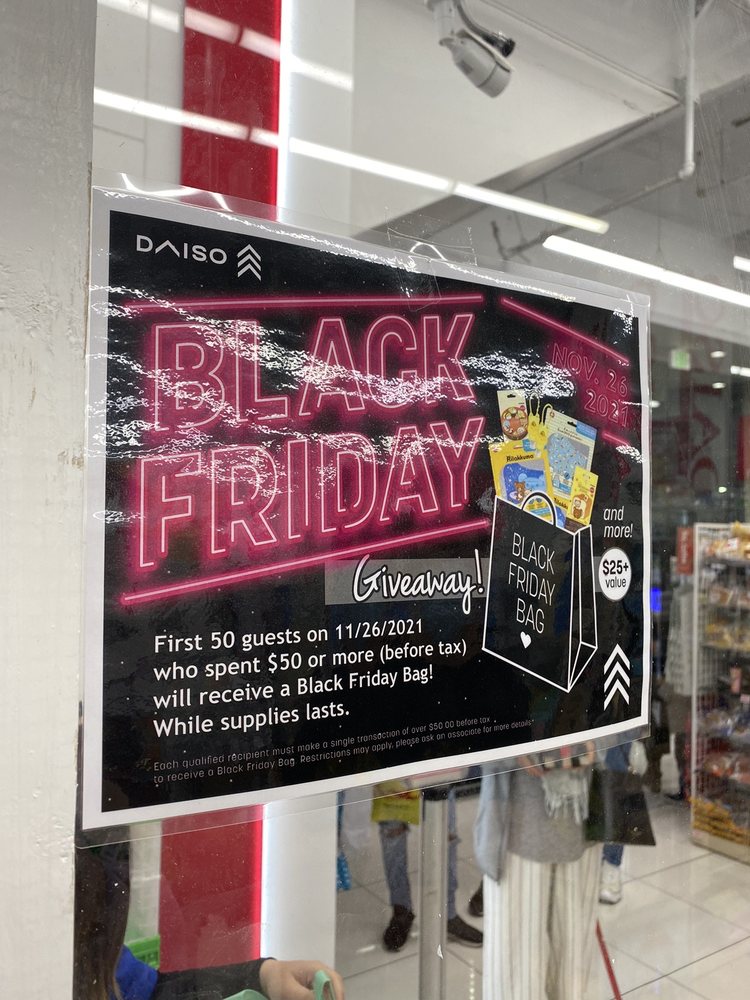 DAISO
BLACK
FRIDAY
NOV. 26
2021
Giveaway!
Rilakkuma
and
more!
$25+
value
BLACK
FRIDAY
BAG
First 50 guests on 11/26/2021
who spent $50 or more (before tax)
will receive a Black Friday Bag!
While supplies lasts.
Each qualified recipient must make a single transaction of over $50.00 before tax
to receive a Black Friday Bag. Restrictions may apply, please ask an associate for more details.